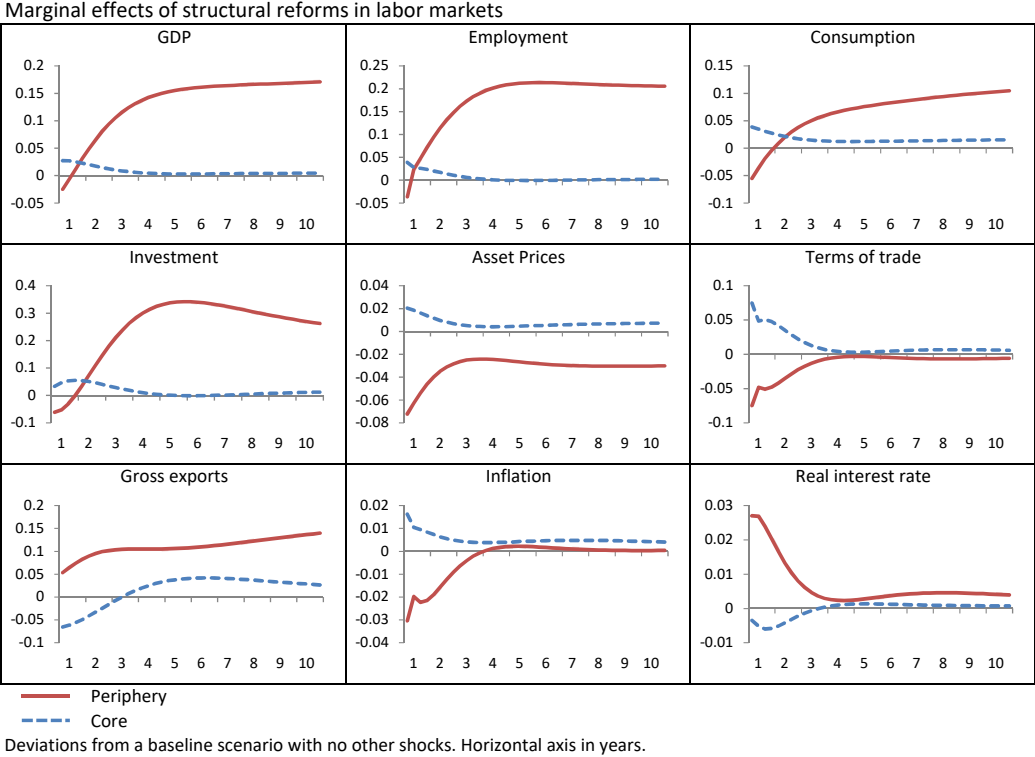 Marginal effects of structural reforms in labor markets
GDP
0.2
0.15
0.1
0.05
0
-0.05
1 2 3 4 5 6 7 8 9 10
Employment
0.25
0.2
0.15
0.1
0.05
0
-0.05
1 2 3 4 5 6 7 8 9 10
Consumption
0.15
0.1
0.05
0
-0.05
-0.1
1 2 3 4 5 6 7 8 9 10
Investment
0.4
0.3
0.2
0.1
0
-0.1
1 2 3 4 5 6 7 8 9 10
Asset Prices
0.04
0.02
0
-0.02
-0.04
-0.06
-0.08
1 2 3 4 5 6 7 8 9 10
Terms of trade
0.1
0.05
0
-0.05
-0.1
1 2 3 4 5 6 7 8 9 10
Gross exports
0.2
0.15
0.1
0.05
0
-0.05
-0.1
1 2 3 4 5 6 7 8 9 10
Inflation
0.02
0.01
0
-0.01
-0.02
-0.03
-0.04
1 2 3 4 5 6 7 8 9 10
Real interest rate
0.03
0.02
0.01
0
-0.01
1 2 3 4 5 6 7 8 9 10
Periphery
Core
Deviations from a baseline scenario with no other shocks. Horizontal axis in years.